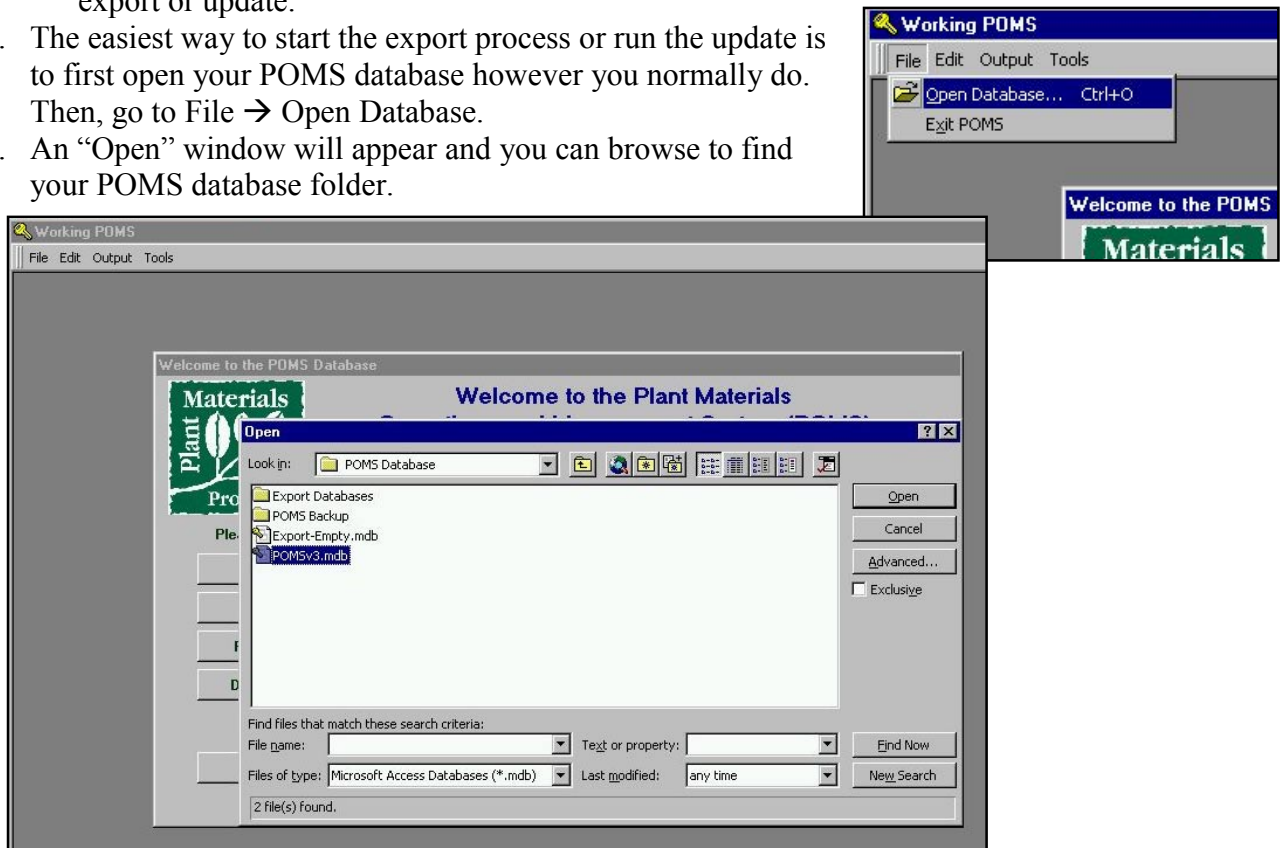 export or update.
. The easiest way to start the export process or run the update is
to first open your POMS database however you normally do.
Then, go to File → Open Database.
. An “Open” window will appear and you can browse to find
your POMS database folder.
Working POMS
File Edit Output Tools
Open Database... Ctrl+O
Exit POMS
Welcome to the POMS
Materials
Working POMS
File Edit Output Tools
Welcome to the POMS Database
Materials
Plant
Pro
Welcome to the Plant Materials
Open
Look in: POMS Database
Export Databases
POMS Backup
Export-Empty.mdb
POMSv3.mdb
Open
Cancel
Advanced...
Exclusive
Ple
F
D
Find files that match these search criteria:
File name: Text or property: Find Now
Files of type: Microsoft Access Databases (*.mdb) Last modified: any time New Search
2 file(s) found.